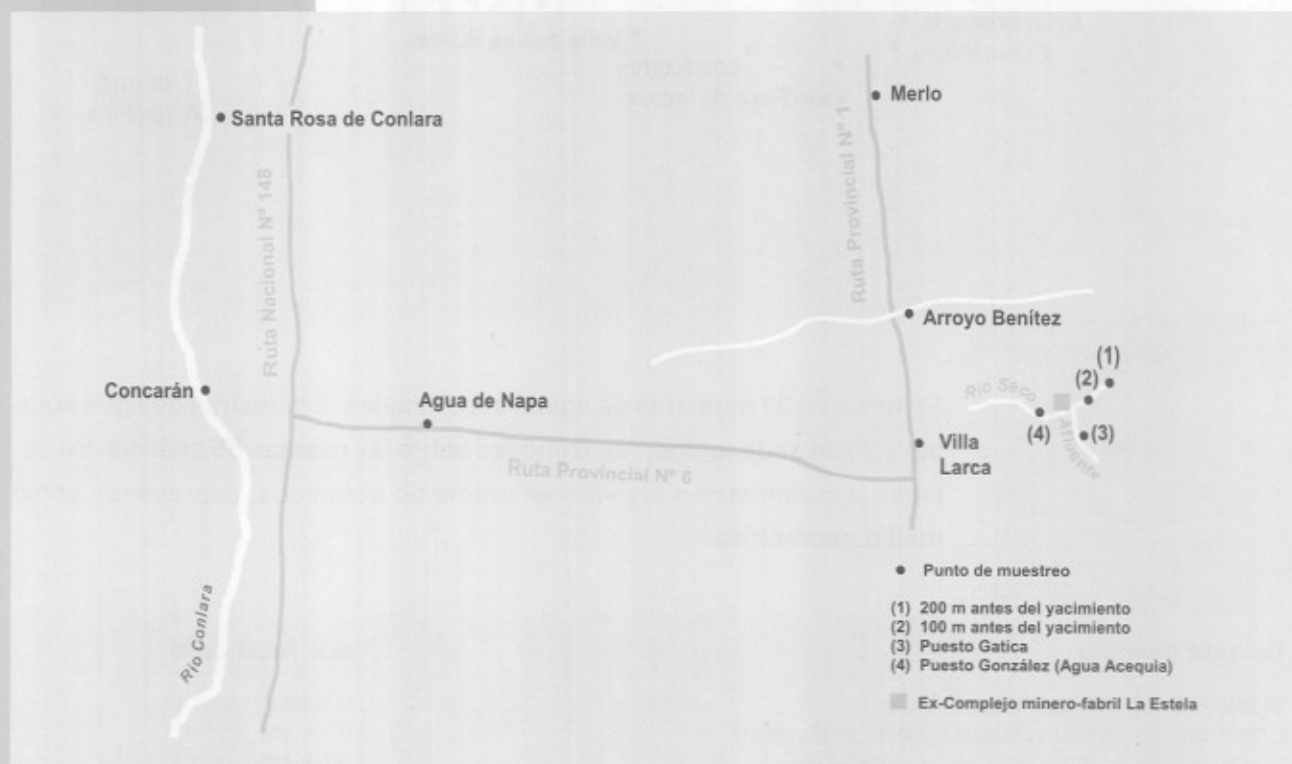 Merlo
Santa Rosa de Conlara
Ruta Nacional Nº 148
Ruta Provincial Nº 1
Arroyo Benítez
(1)
(2)
Río Seco
Concarán
Agua de Napa
(4)
(3)
Afluente
Villa
Larca
Ruta Provincial Nº 6
Río Conlara
Punto de muestreo
(1) 200 m antes del yacimiento
(2) 100 m antes del yacimiento
(3) Puesto Gatica
(4) Puesto González (Agua Acequia)
Ex-Complejo minero-fabril La Estela